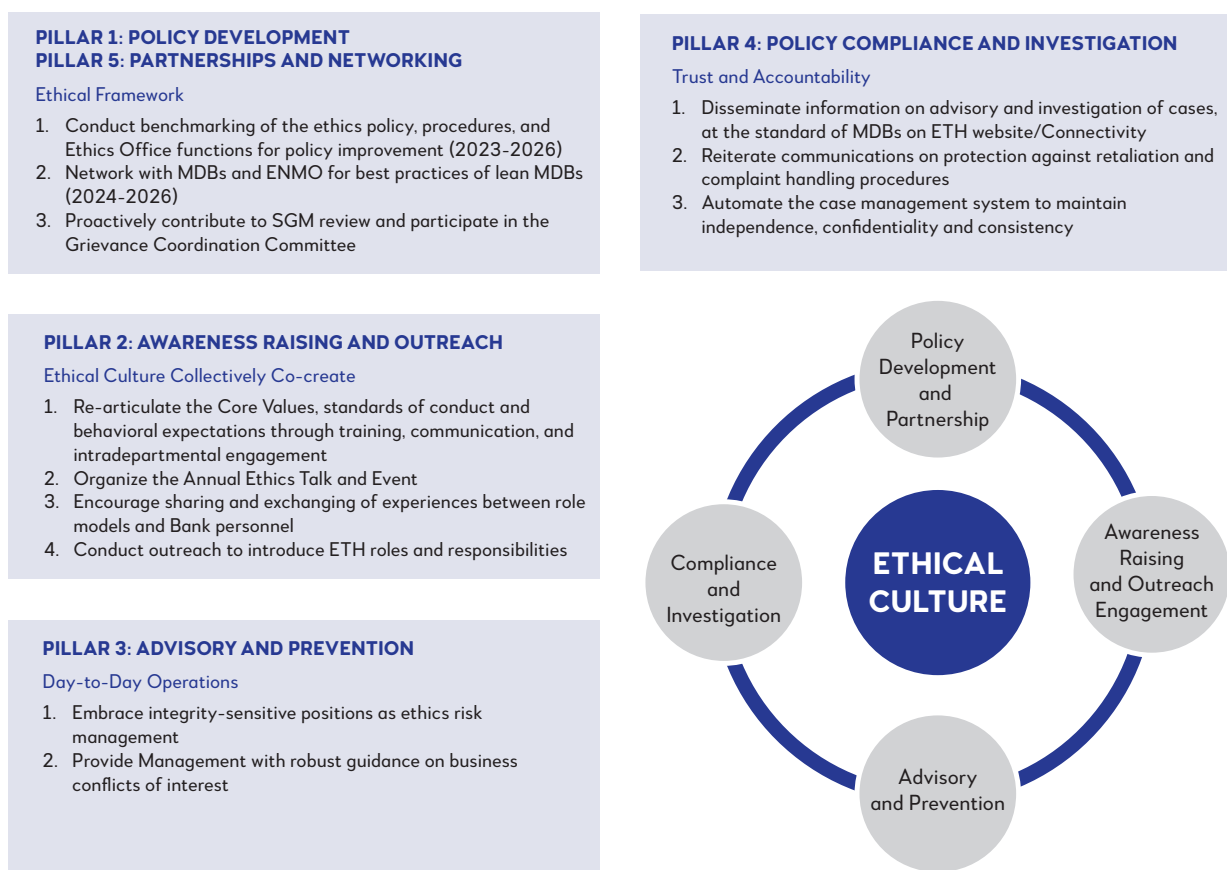 PILLAR 1: POLICY DEVELOPMENT
PILLAR 5: PARTNERSHIPS AND NETWORKING
Ethical Framework
1. Conduct benchmarking of the ethics policy, procedures, and
Ethics Office functions for policy improvement (2023-2026)
2. Network with MDBs and ENMO for best practices of lean MDBs
(2024-2026)
3. Proactively contribute to SGM review and participate in the
Grievance Coordination Committee
PILLAR 2: AWARENESS RAISING AND OUTREACH
Ethical Culture Collectively Co-create
1. Re-articulate the Core Values, standards of conduct and
behavioral expectations through training, communication, and
intradepartmental engagement
2. Organize the Annual Ethics Talk and Event
3. Encourage sharing and exchanging of experiences between role
models and Bank personnel
4. Conduct outreach to introduce ETH roles and responsibilities
PILLAR 3: ADVISORY AND PREVENTION
Day-to-Day Operations
1. Embrace integrity-sensitive positions as ethics risk
management
2. Provide Management with robust guidance on business
conflicts of interest
PILLAR 4: POLICY COMPLIANCE AND INVESTIGATION
Trust and Accountability
1. Disseminate information on advisory and investigation of cases,
at the standard of MDBs on ETH website/Connectivity
2. Reiterate communications on protection against retaliation and
complaint handling procedures
3. Automate the case management system to maintain
independence, confidentiality and consistency
Policy
Development
and
Partnership
Awareness
Raising
and Outreach
Engagement
Advisory
and Prevention
Compliance
and
Investigation
ETHICAL
CULTURE